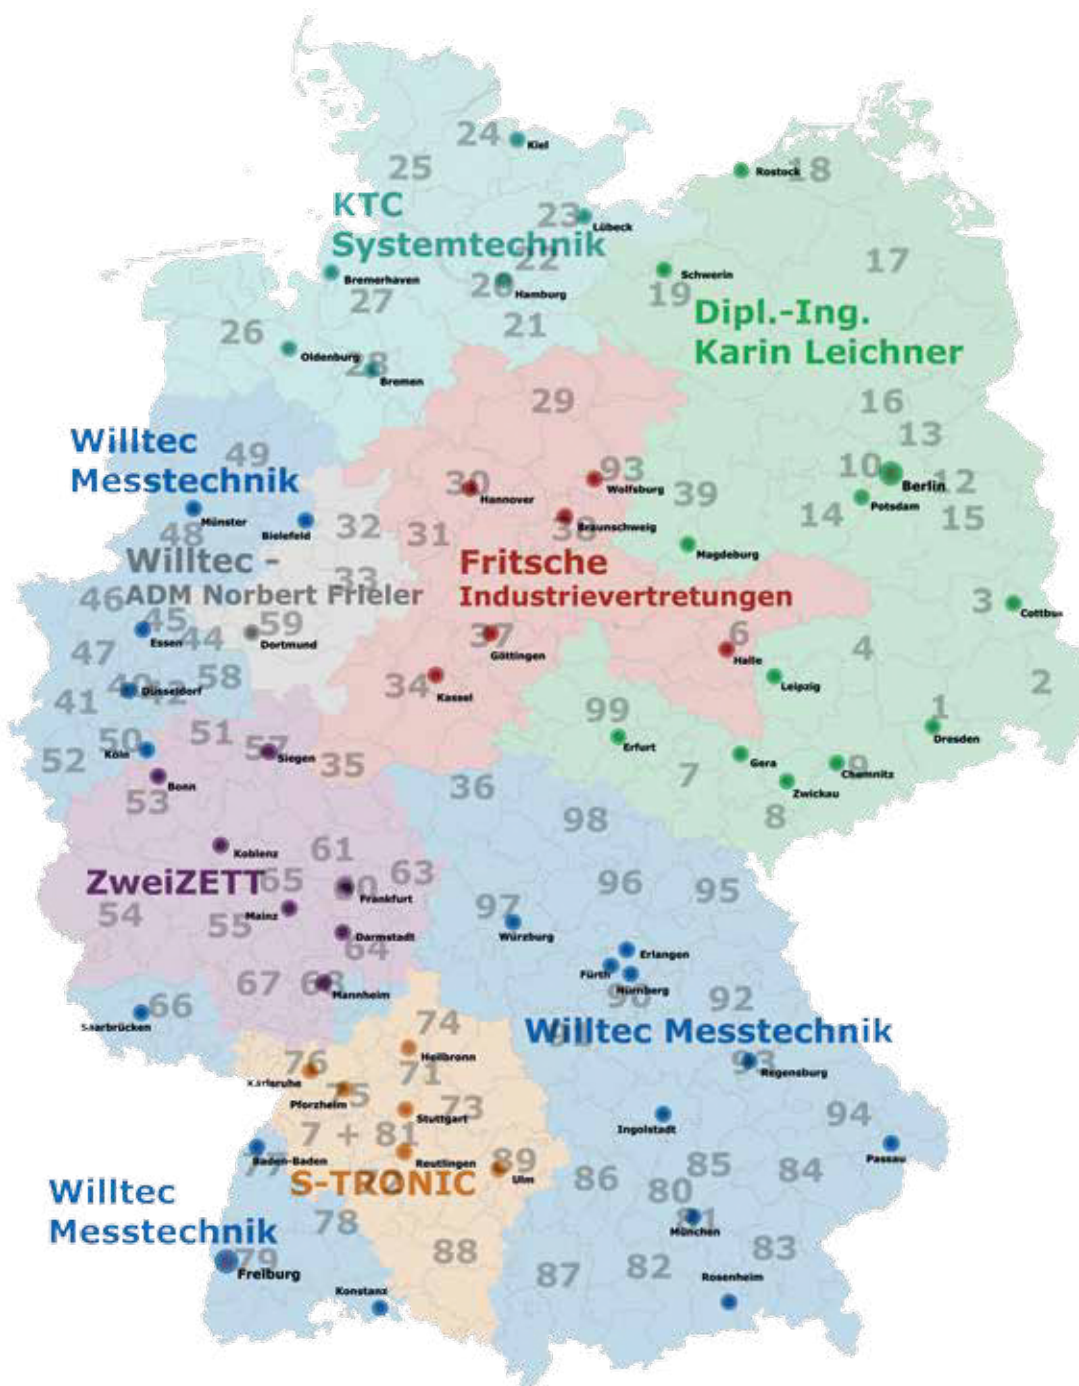 24
Kiel
25
18
Rostock
KTC
Systemtechnik
23
Lübeck
22
17
Bremerhaven
27
20
Hamburg
Schwerin
19
21
26
Oldenburg
28
Bremen
Dipl.-Ing.
Karin Leichner
29
16
13
Willtec
Messtechnik
49
30
Hannover
93
Wolfsburg
39
10
Berlin
12
Potsdam
14
15
Münster
48
Bielefeld
32
31
38
Braunschweig
Magdeburg
Willtec -
ADM Norbert Frieler
33
Fritsche
Industrievertretungen
46
45
Essen
44
59
Dortmund
37
Göttingen
6
Halle
3
Cottbus
47
58
4
2
40
Düsseldorf
42
41
34
Kassel
Leipzig
99
Erfurt
1
Dresden
50
Köln
51
57
Siegen
52
35
36
7
Gera
9
Chemnitz
Zwickau
8
53
Bonn
98
Koblenz
61
ZweiZETT
65
60
Frankfurt
63
96
95
54
55
Mainz
Darmstadt
64
97
Würzburg
Erlangen
Fürth
Nürnberg
90
92
67
68
Mannheim
66
Saarbrücken
Willtec Messtechnik
74
Heilbronn
76
Karlsruhe
71
93
Regensburg
75
Pforzheim
73
Stuttgart
Ingolstadt
94
Passau
7 + 81
77
Baden-Baden
Reutlingen
72
S-TRONIC
89
Ulm
86
85
84
Willtec
Messtechnik
80
81
München
78
79
Freiburg
88
87
82
83
Rosenheim
Konstanz